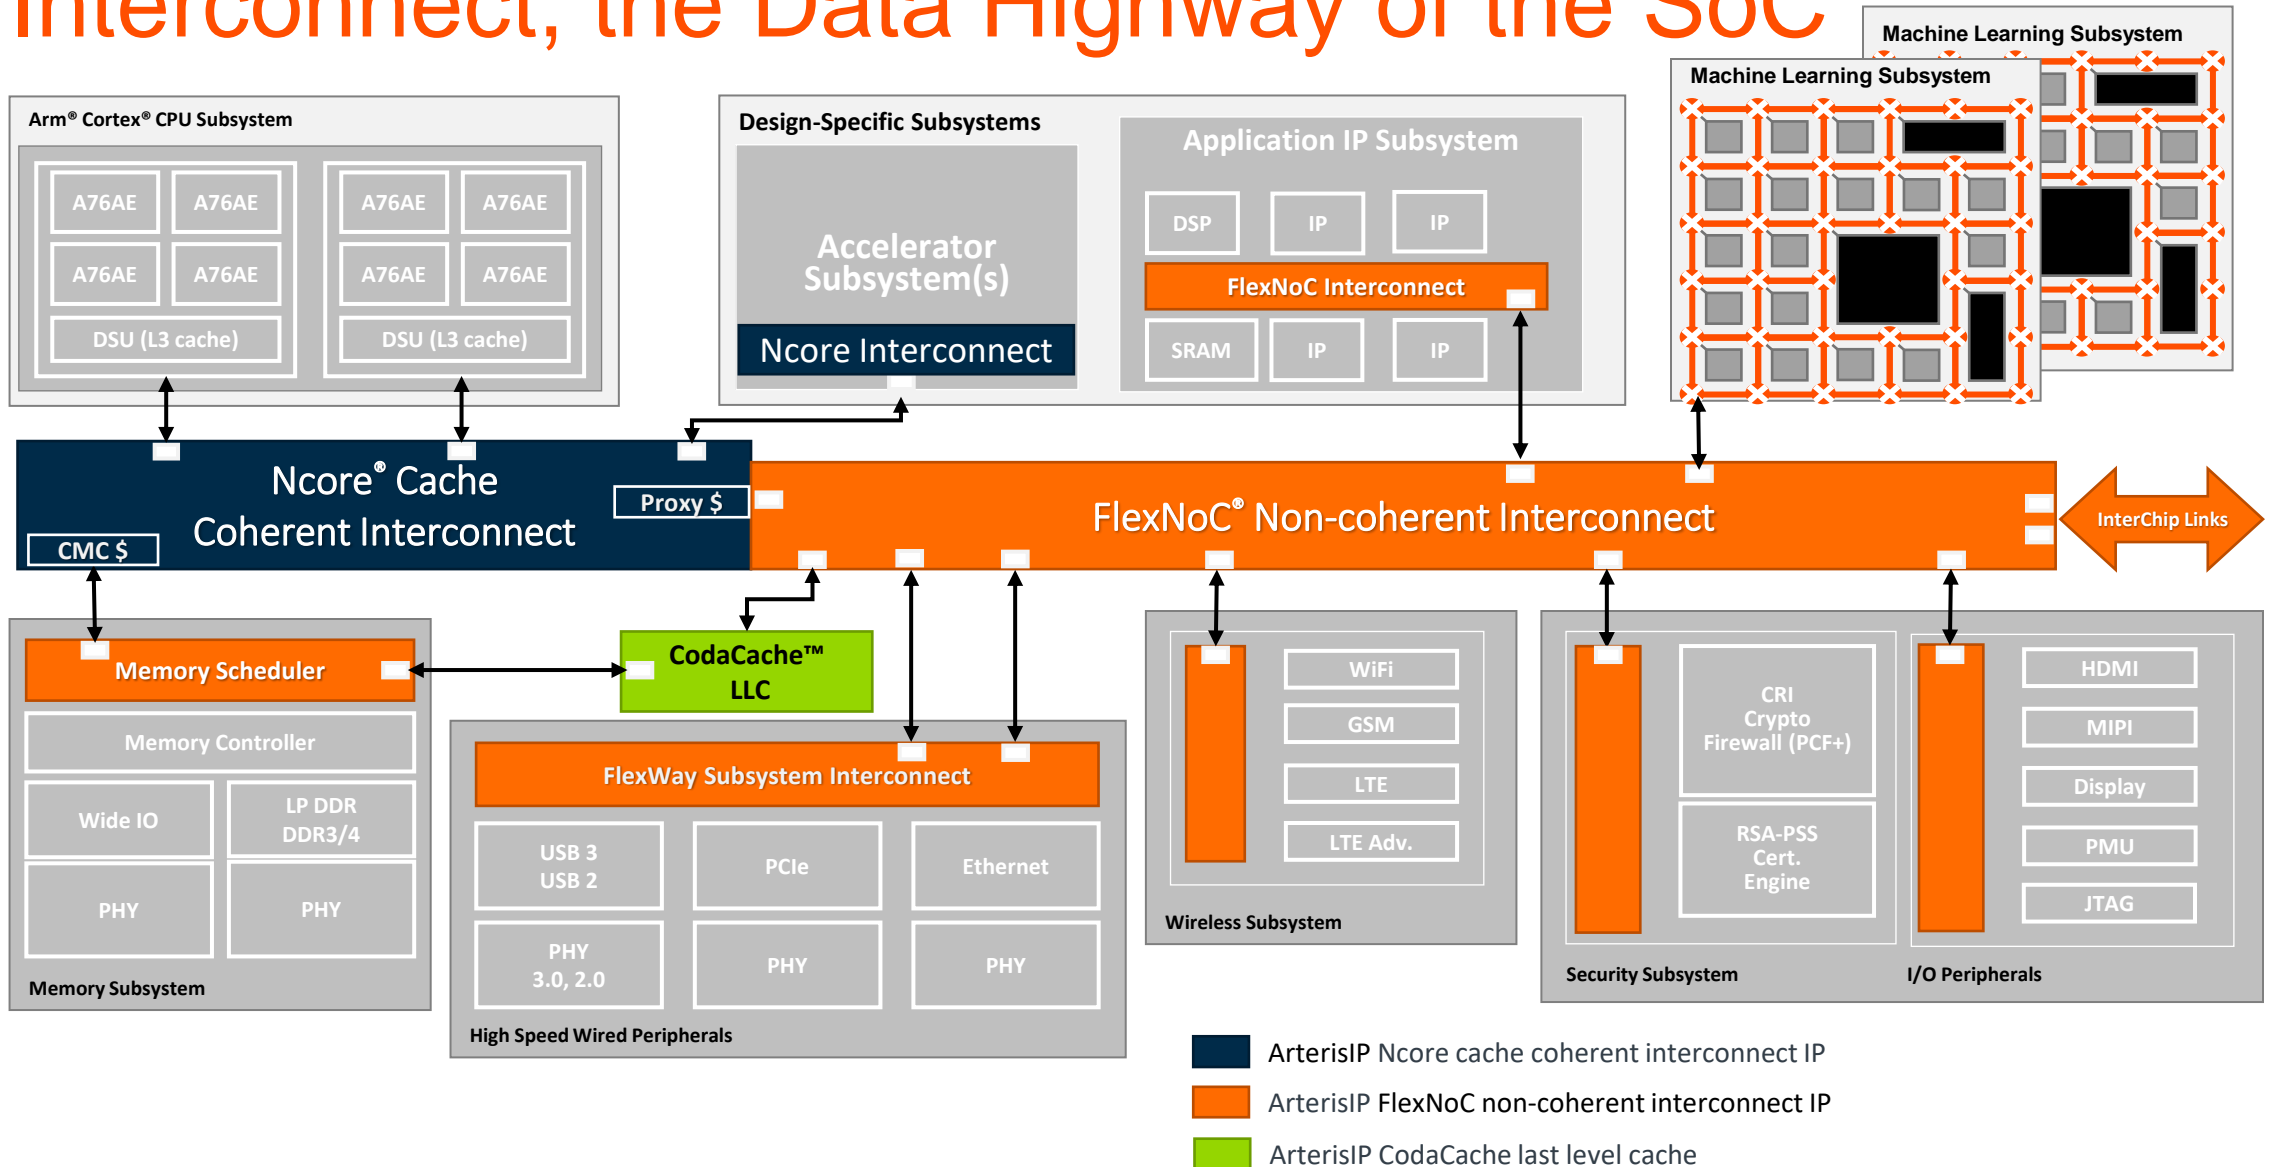 Interconnect, the Data Highway of the SoC
Machine Learning Subsystem
Machine Learning Subsystem
Arm® Cortex® CPU Subsystem
A76AE A76AE A76AE A76AE
A76AE A76AE A76AE A76AE
DSU (L3 cache) DSU (L3 cache)
Design-Specific Subsystems
Accelerator
Subsystem(s)
Ncore Interconnect
Application IP Subsystem
DSP IP IP
FlexNoC Interconnect
SRAM IP IP
Ncore® Cache
Coherent Interconnect
Proxy $
CMC $
FlexNoC® Non-coherent Interconnect
InterChip Links
Memory Scheduler
Memory Controller
Wide IO
LP DDR
DDR3/4
PHY PHY
Memory Subsystem
CodaCache™
LLC
FlexWay Subsystem Interconnect
USB 3
USB 2
PCIe
Ethernet
PHY
3.0, 2.0
PHY
PHY
High Speed Wired Peripherals
WiFi
GSM
LTE
LTE Adv.
Wireless Subsystem
CRI
Crypto
Firewall (PCF+)
RSA-PSS
Cert.
Engine
Security Subsystem
HDMI
MIPI
Display
PMU
JTAG
I/O Peripherals
ArterisIP Ncore cache coherent interconnect IP
ArterisIP FlexNoC non-coherent interconnect IP
ArterisIP CodaCache last level cache